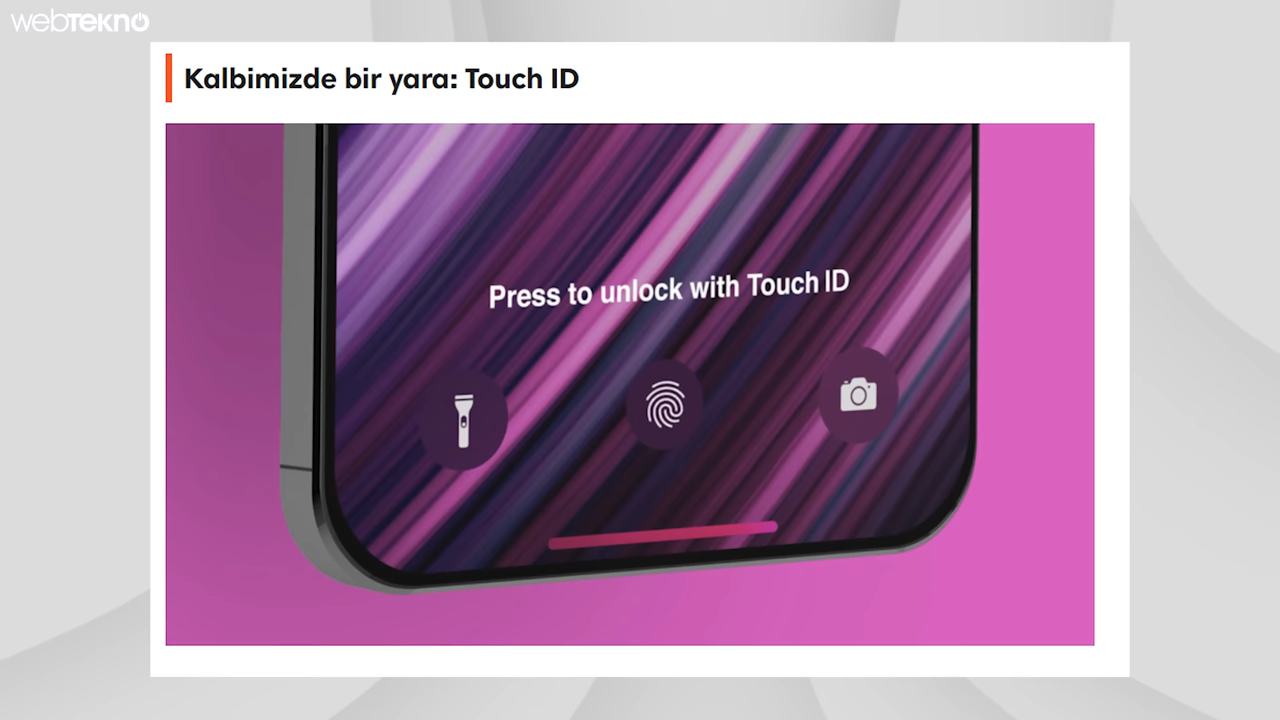 webTEKNO
Kalbimizde bir yara: Touch ID
Press to unlock with Touch ID